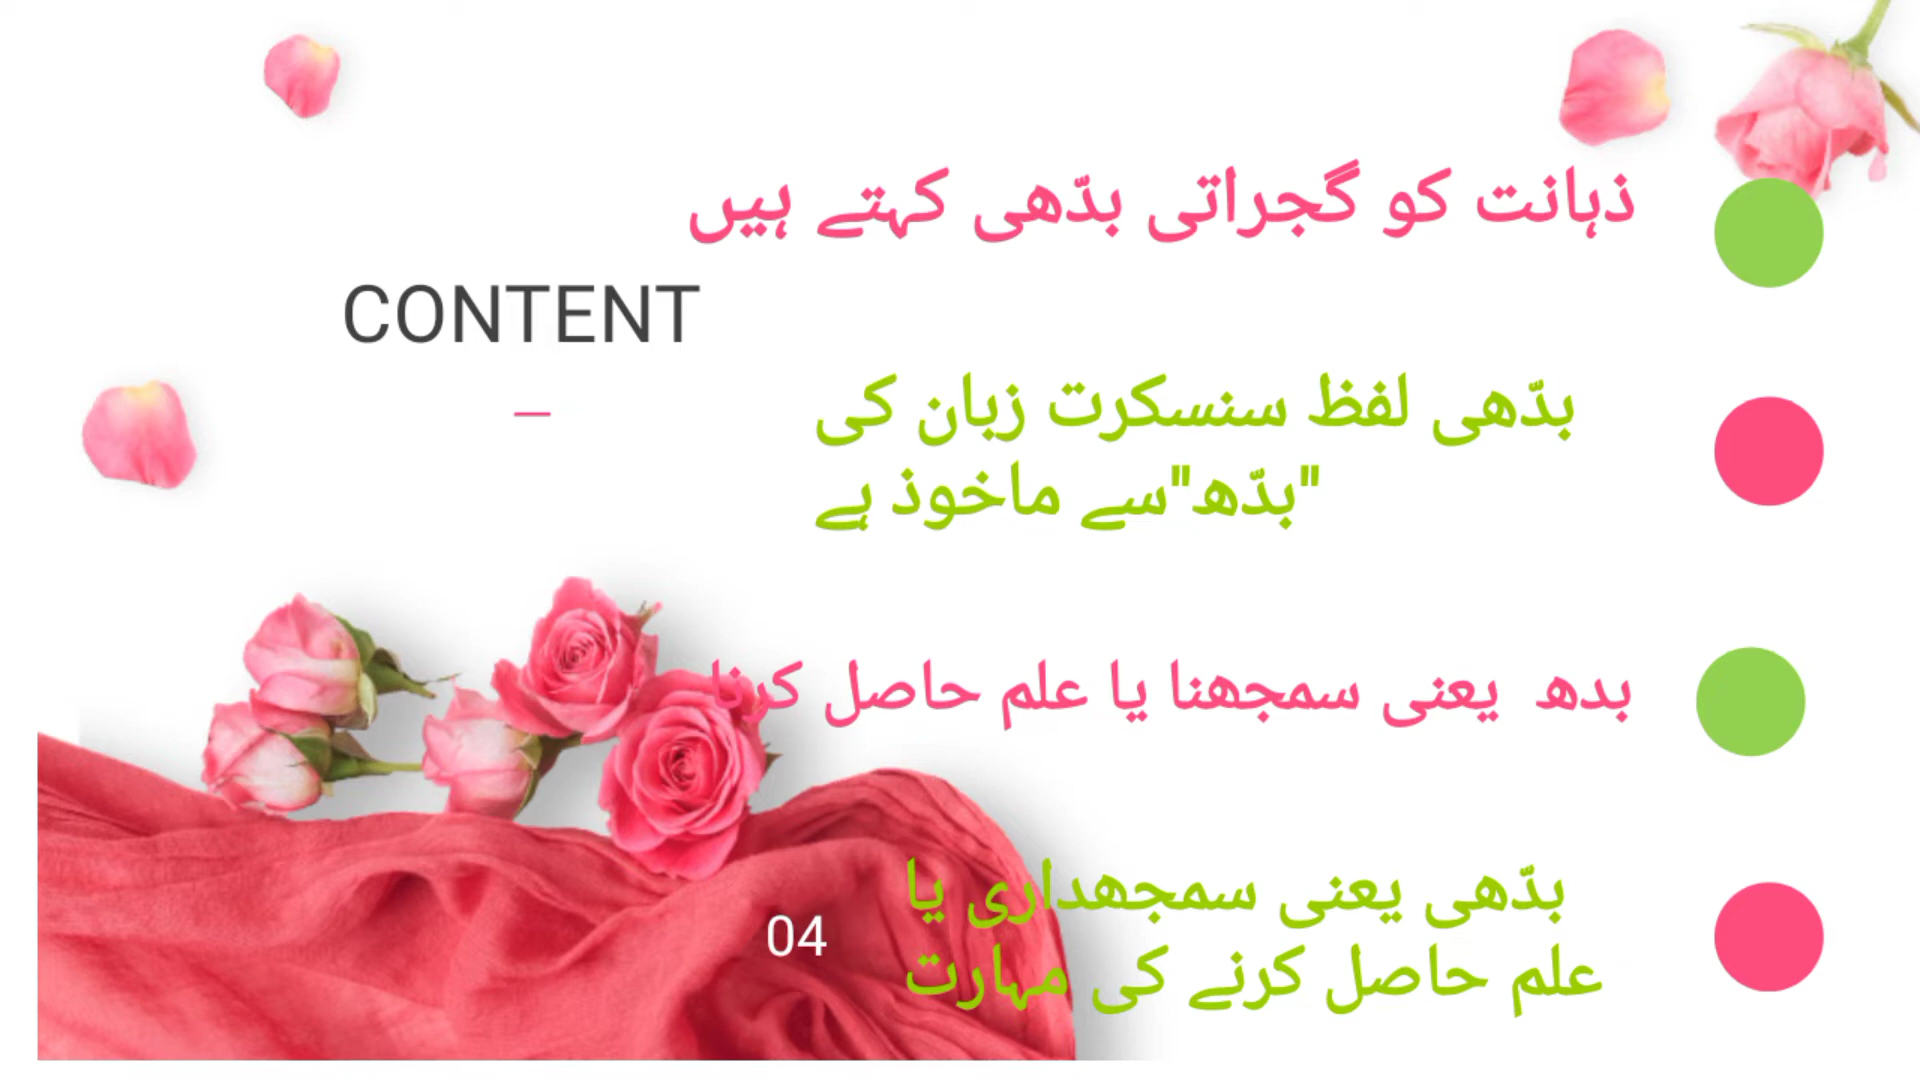 ذہانت کو گجراتی بدّھی کہتے ہیں
CONTENT
بدّھی لفظ سنسکرت زبان کی
"بدّھ"سے ماخوذ ہے
بدھ یعنی سمجھنا یا علم حاصل کرنا
بدّھی یعنی سمجھداری یا
04
علم حاصل کرنے کی مہارت